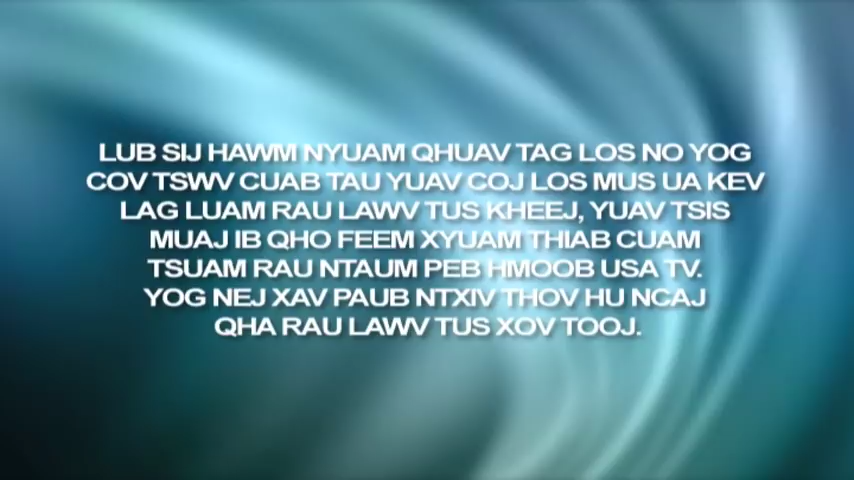 LUB SIJ HAWM NYUAM QHUAV TAG LOS NO YOG
COV TSWV CUAB TAU YUAV COJ LOS MUS UA KEV
LAG LUAM RAU LAWV TUS KHEEJ, YUAV TSIS
MUAJ IB QHO FEEM XYUAM THIAB CUAM
TSUAM RAU NTAUM PEB HMOOB USA TV.
YOG NEJ XAV PAUB NTXIV THOV HU NCAJ
QHA RAU LAWV TUS XOV TOOJ.